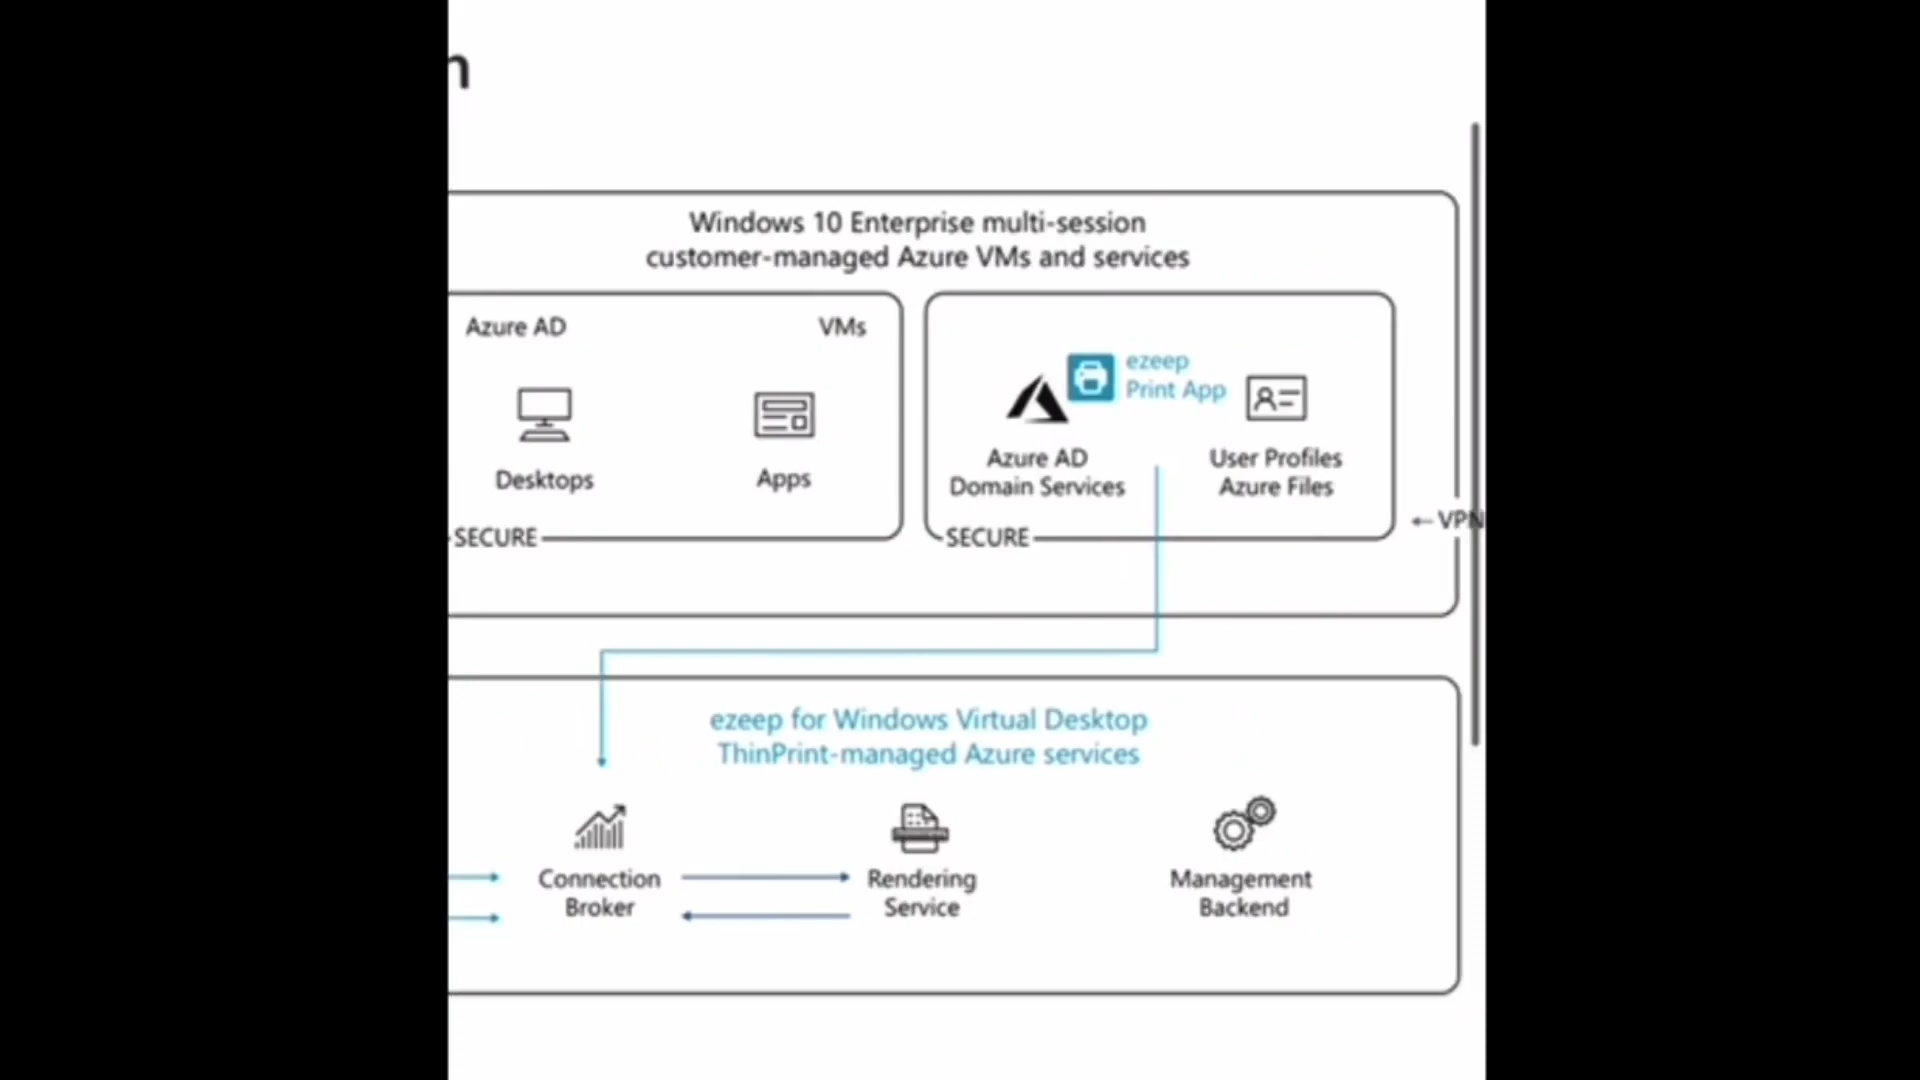 n
Windows 10 Enterprise multi-session
customer-managed Azure VMs and services
Azure AD
VMs
Desktops
Apps
SECURE
ezeep
Print App
Azure AD
Domain Services
User Profiles
Azure Files
SECURE
VPN
ezeep for Windows Virtual Desktop
ThinPrint-managed Azure services
Connection
Broker
Rendering
Service
Management
Backend